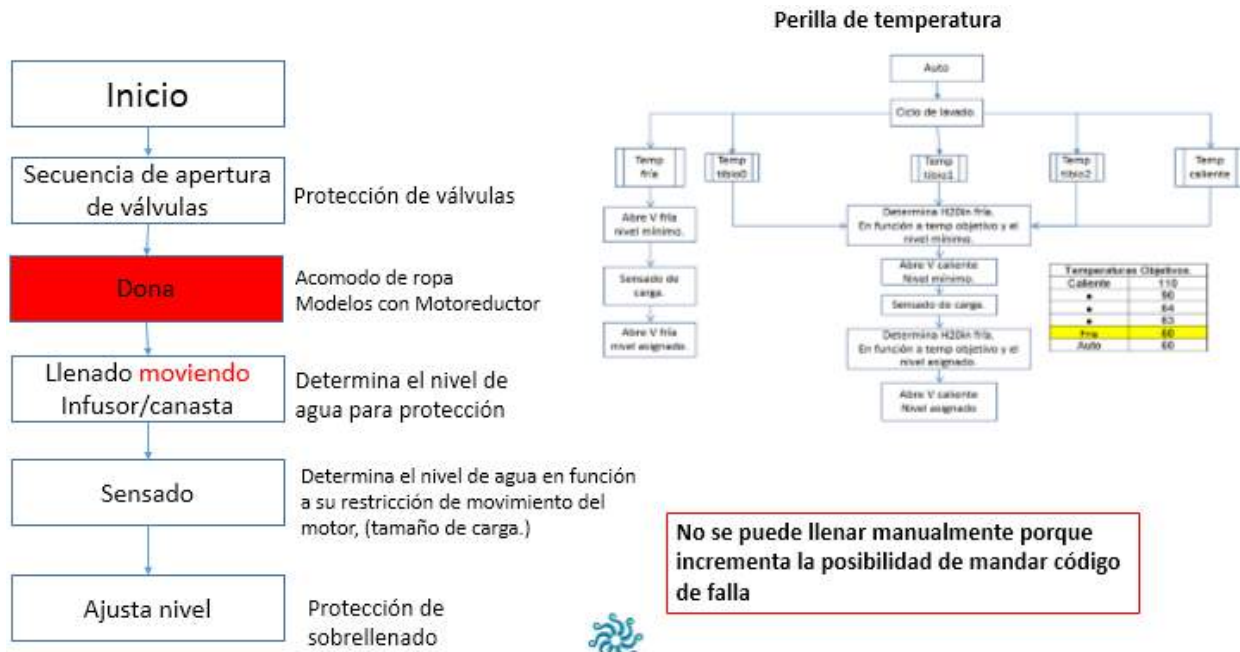 Perilla de temperatura
Inicio
Secuencia de apertura
de válvulas
Protección de válvulas
Dona
Acomodo de ropa
Modelos con Motoreductor
Llenado moviendo
Infusor/canasta
Determina el nivel de
agua para protección
Sensado
Determina el nivel de agua en función
a su restricción de movimiento del
motor, (tamaño de carga.)
Ajusta nivel
Protección de
sobrellenado
Auto
Ciclo de lavado.
Temp
fría
Temp
tibio0
Temp
tibio1
Temp
tibio2
Temp
caliente
Abre V fría
nivel mínimo.
Sensado de
carga.
Abre V fría
nivel asignado.
Determina H20in fría.
En función a temp objetivo y el
nivel mínimo.
Abre V caliente
Nivel mínimo.
Sensado de carga.
Determina H20in fría.
En función a temp objetivo y el
nivel asignado.
Abre V caliente
Nivel asignado
Temperaturas Objetivos.
Caliente 110
• 90
• 84
• 83
Fría 60
Auto 60
No se puede llenar manualmente porque
incrementa la posibilidad de mandar código
de falla